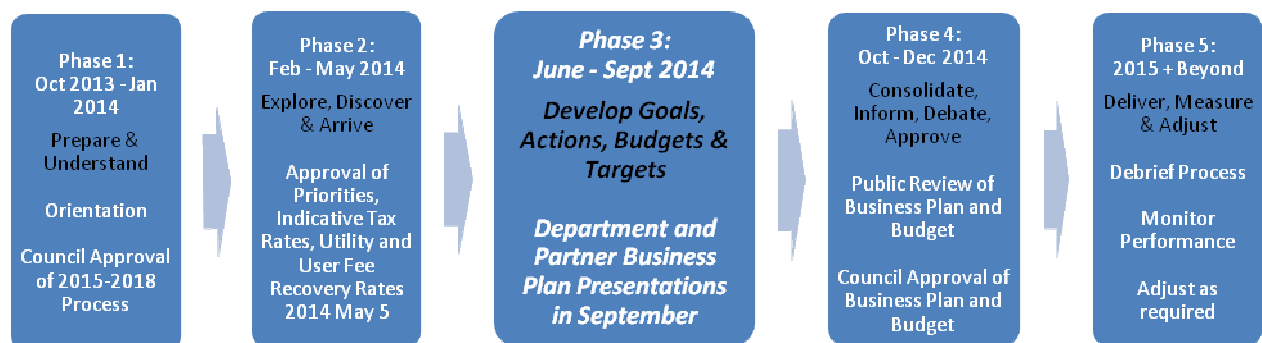 Phase 1:
Oct 2013 - Jan
2014
Prepare &
Understand
Orientation
Council Approval
of 2015-2018
Process
Phase 2:
Feb - May 2014
Explore, Discover
& Arrive
Approval of
Priorities,
Indicative Tax
Rates, Utility and
User Fee
Recovery Rates
2014 May 5
Phase 3:
June - Sept 2014
Develop Goals,
Actions, Budgets &
Targets
Department and
Partner Business
Plan Presentations
in September
Phase 4:
Oct - Dec 2014
Consolidate,
Inform, Debate,
Approve
Public Review of
Business Plan and
Budget
Council Approval of
Business Plan and
Budget
Phase 5:
2015 + Beyond
Deliver, Measure
& Adjust
Debrief Process
Monitor
Performance
Adjust as
required